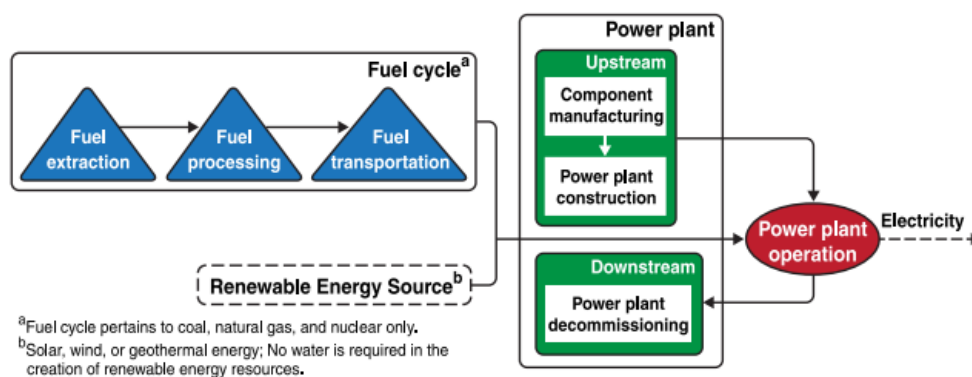 Power plant
Fuel cycleᵃ
Fuel
extraction
Fuel
processing
Fuel
transportation
Upstream
Component
manufacturing
Power plant
construction
Power plant
operation
Electricity
Renewable Energy Sourceᵇ
Downstream
Power plant
decommissioning
ᵃFuel cycle pertains to coal, natural gas, and nuclear only.
ᵇSolar, wind, or geothermal energy; No water is required in the
creation of renewable energy resources.